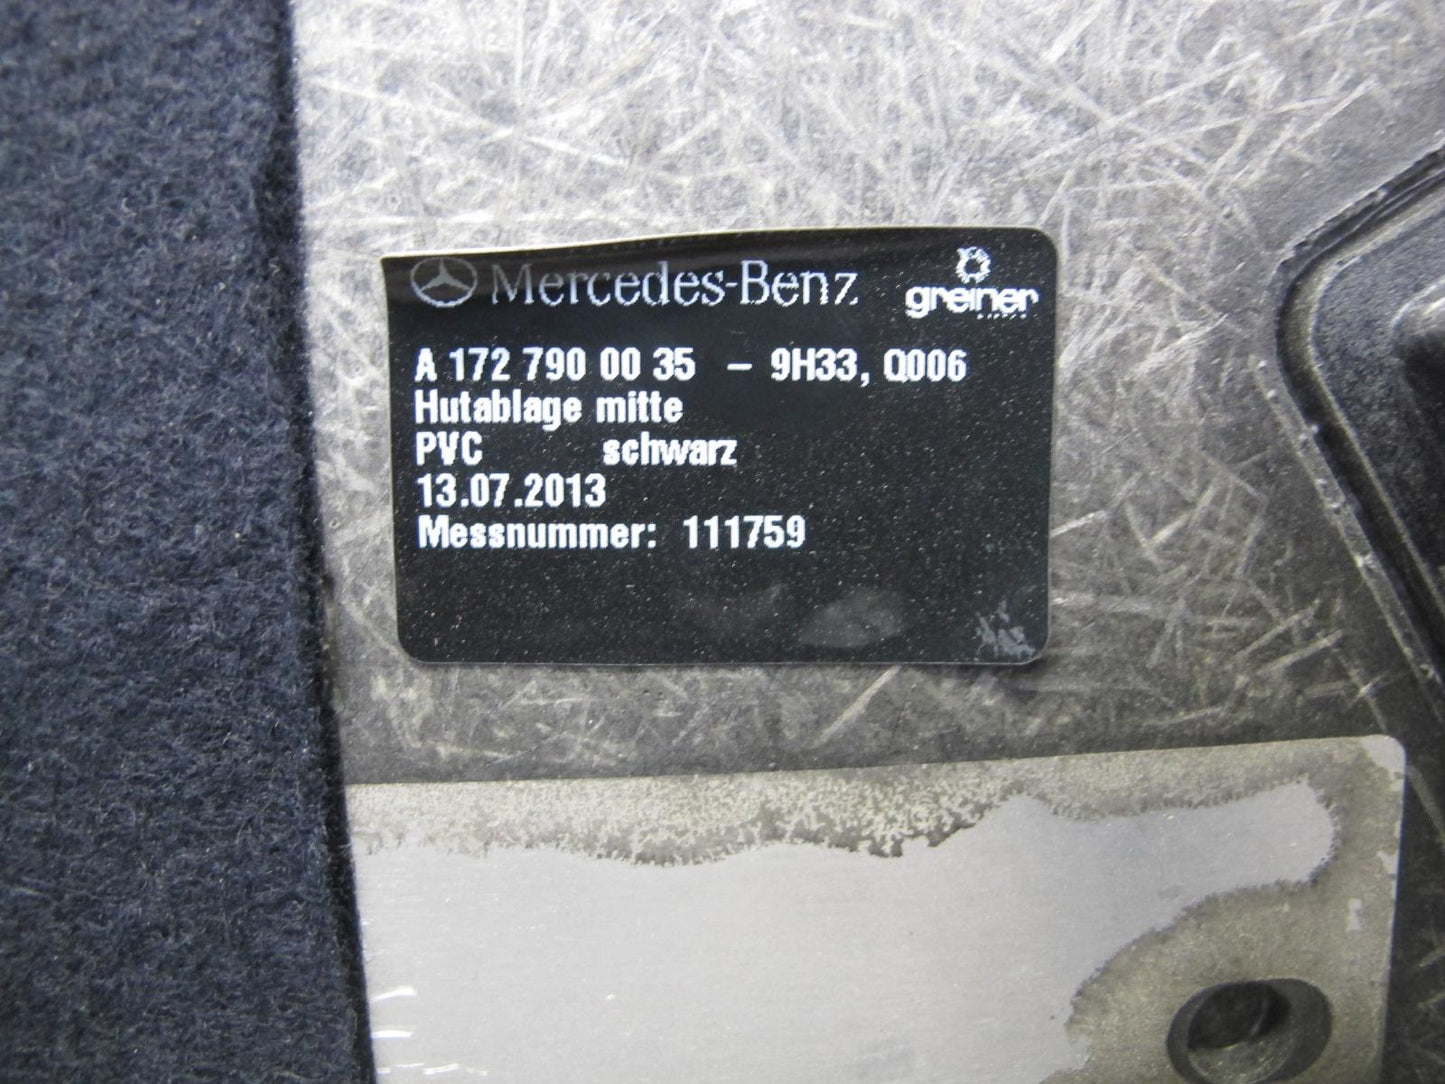 Mercedes-Benz
greiner
A 172 790 00 35 – 9H33, Q006
Hutablage mitte
PVC schwarz
13.07.2013
Messnummer: 111759